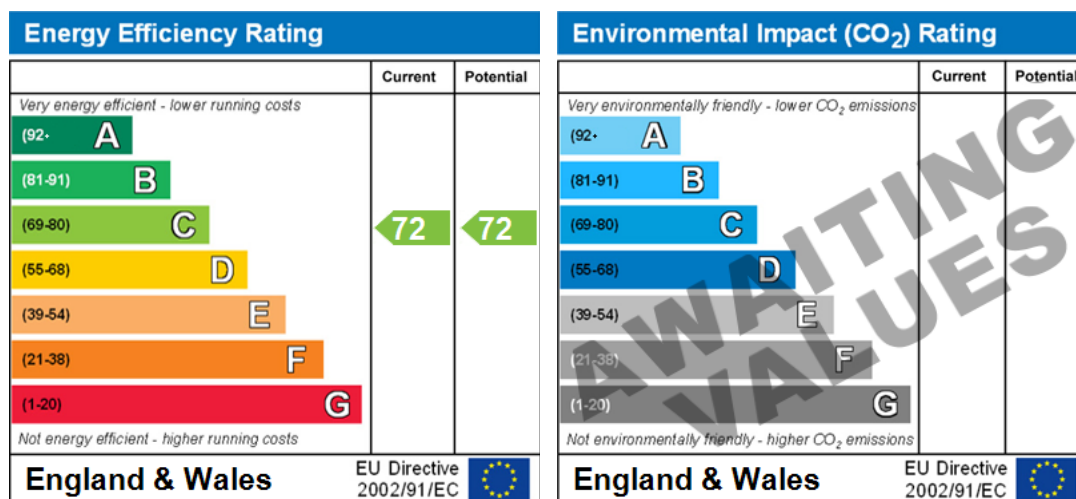 Energy Efficiency Rating
Current Potential
Very energy efficient - lower running costs
(92+ A
(81-91) B
(69-80) C 72 72
(55-68) D
(39-54) E
(21-38) F
(1-20) G
Not energy efficient - higher running costs
England & Wales
EU Directive
2002/91/EC
Environmental Impact (CO₂) Rating
Current Potential
Very environmentally friendly - lower CO₂ emissions
(92+ A
(81-91) B
(69-80) C
(55-68) D
(39-54) E
(21-38) F
(1-20) G
AWAITING
VALUES
Not environmentally friendly - higher CO₂ emissions
England & Wales
EU Directive
2002/91/EC